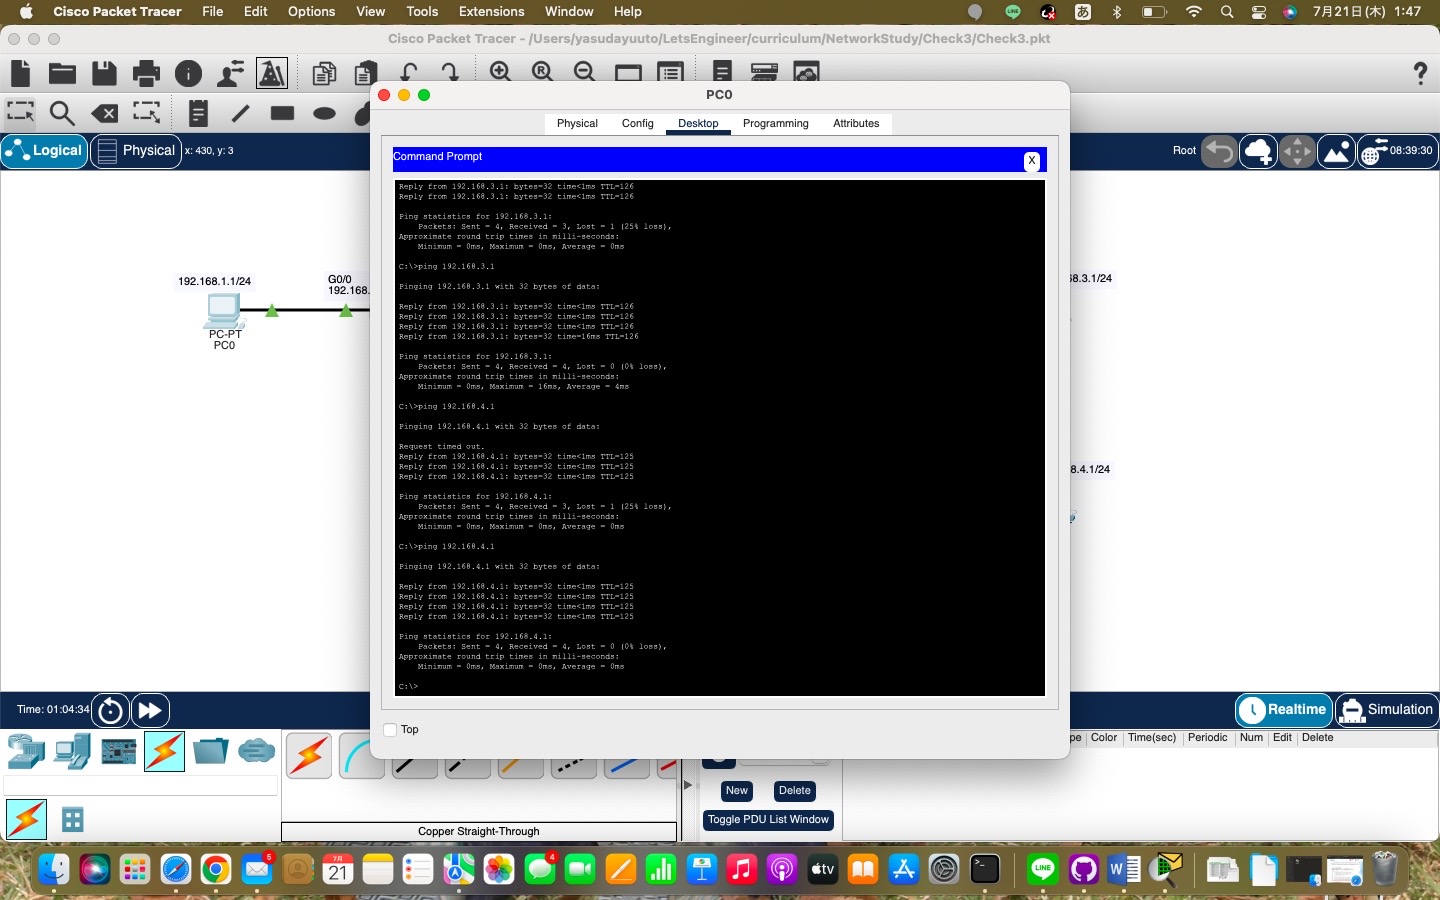 Cisco Packet Tracer File Edit Options View Tools Extensions Window Help あ 7月21日(木) 1:47
Cisco Packet Tracer - /Users/yasudayuuto/LetsEngineer/curriculum/NetworkStudy/Check3/Check3.pkt
PC0
Physical Config Desktop Programming Attributes
Logical Physical x: 430, y: 3
Root 08:39:30
Command Prompt X
Reply from 192.168.3.1: bytes=32 time<1ms TTL=126
Reply from 192.168.3.1: bytes=32 time<1ms TTL=126
Ping statistics for 192.168.3.1:
Packets: Sent = 4, Received = 3, Lost = 1 (25% loss),
Approximate round trip times in milli-seconds:
Minimum = 0ms, Maximum = 0ms, Average = 0ms
C:\>ping 192.168.3.1
Pinging 192.168.3.1 with 32 bytes of data:
Reply from 192.168.3.1: bytes=32 time<1ms TTL=126
Reply from 192.168.3.1: bytes=32 time<1ms TTL=126
Reply from 192.168.3.1: bytes=32 time<1ms TTL=126
Reply from 192.168.3.1: bytes=32 time=16ms TTL=126
Ping statistics for 192.168.3.1:
Packets: Sent = 4, Received = 4, Lost = 0 (0% loss),
Approximate round trip times in milli-seconds:
Minimum = 0ms, Maximum = 16ms, Average = 4ms
C:\>ping 192.168.4.1
Pinging 192.168.4.1 with 32 bytes of data:
Request timed out.
Reply from 192.168.4.1: bytes=32 time<1ms TTL=125
Reply from 192.168.4.1: bytes=32 time<1ms TTL=125
Reply from 192.168.4.1: bytes=32 time<1ms TTL=125
Ping statistics for 192.168.4.1:
Packets: Sent = 4, Received = 3, Lost = 1 (25% loss),
Approximate round trip times in milli-seconds:
Minimum = 0ms, Maximum = 0ms, Average = 0ms
C:\>ping 192.168.4.1
Pinging 192.168.4.1 with 32 bytes of data:
Reply from 192.168.4.1: bytes=32 time<1ms TTL=125
Reply from 192.168.4.1: bytes=32 time<1ms TTL=125
Reply from 192.168.4.1: bytes=32 time<1ms TTL=125
Reply from 192.168.4.1: bytes=32 time<1ms TTL=125
Ping statistics for 192.168.4.1:
Packets: Sent = 4, Received = 4, Lost = 0 (0% loss),
Approximate round trip times in milli-seconds:
Minimum = 0ms, Maximum = 0ms, Average = 0ms
C:\>
Top
192.168.1.1/24
PC-PT
PC0
G0/0
192.168.
8.3.1/24
8.4.1/24
Time: 01:04:34
Realtime Simulation
pe Color Time(sec) Periodic Num Edit Delete
New Delete
Toggle PDU List Window
Copper Straight-Through
5
7月
21
4
tv